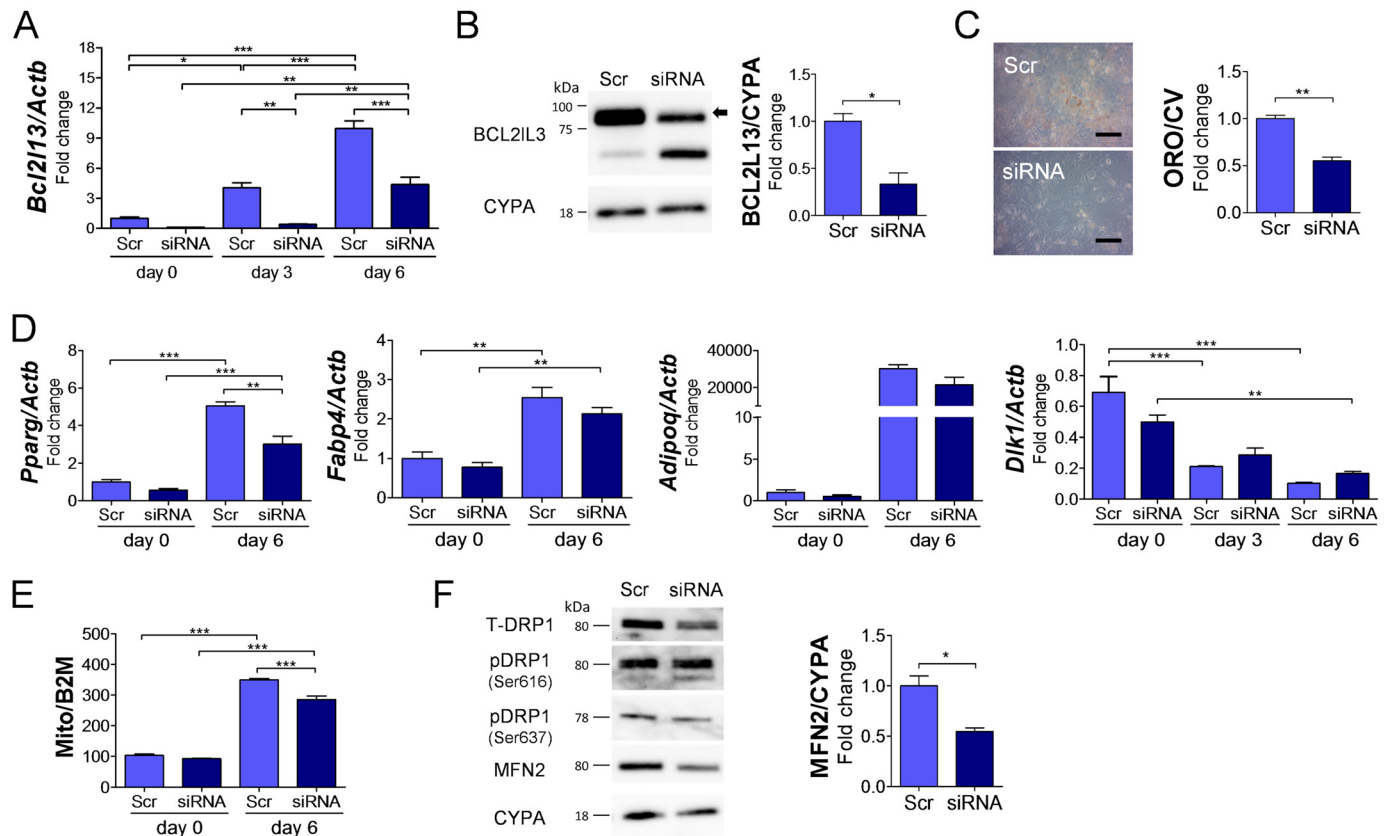 A
Bcl2l13/Actb
Fold change
18
15
12
9
6
3
0
***
*
***
**
**
**
***
Scr
siRNA
Scr
siRNA
Scr
siRNA
day 0
day 3
day 6
B
kDa
Scr
siRNA
100
75
BCL2IL3
CYPA
18
BCL2L13/CYPA
Fold change
1.5
1.0
0.5
0.0
*
Scr
siRNA
C
Scr
siRNA
ORO/CV
Fold change
1.5
1.0
0.5
0.0
**
Scr
siRNA
D
Pparg/Actb
Fold change
8
6
4
2
0
***
***
**
Scr
siRNA
Scr
siRNA
day 0
day 6
Fabp4/Actb
Fold change
4
3
2
1
0
**
**
Scr
siRNA
Scr
siRNA
day 0
day 6
Adipoq/Actb
Fold change
40000
20000
10
5
0
Scr
siRNA
Scr
siRNA
day 0
day 6
Dlk1/Actb
Fold change
1.0
0.8
0.6
0.4
0.2
0.0
***
***
**
Scr
siRNA
Scr
siRNA
Scr
siRNA
day 0
day 3
day 6
E
Mito/B2M
500
400
300
200
100
0
***
***
***
Scr
siRNA
Scr
siRNA
day 0
day 6
F
kDa
Scr
siRNA
T-DRP1
80
pDRP1
(Ser616)
80
pDRP1
(Ser637)
78
MFN2
80
CYPA
18
MFN2/CYPA
Fold change
1.5
1.0
0.5
0.0
*
Scr
siRNA